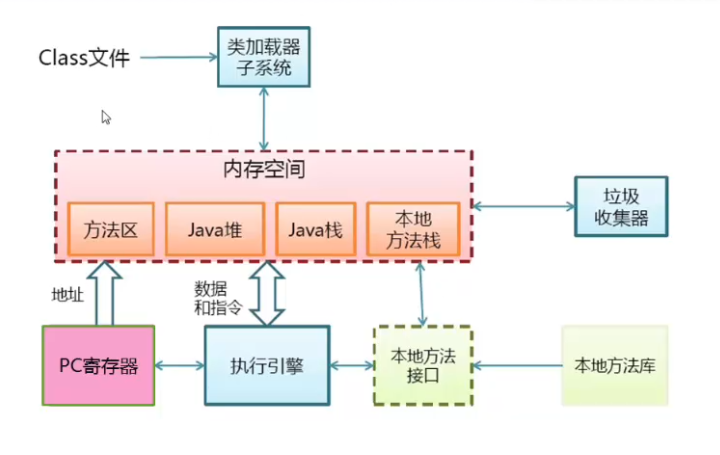 Class文件
类加载器
子系统
内存空间
方法区
Java堆
Java栈
本地
方法栈
垃圾
收集器
地址
数据
和指令
PC寄存器
执行引擎
本地方法
接口
本地方法库